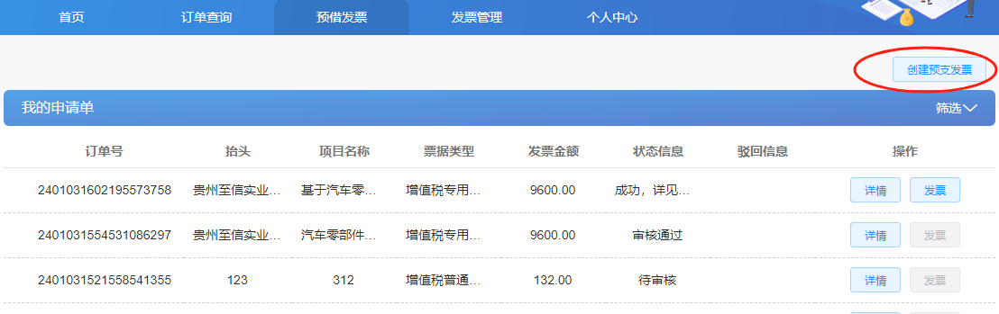 首页 订单查询 预借发票 发票管理 个人中心
创建预支发票
我的申请单 筛选
订单号 抬头 项目名称 票据类型 发票金额 状态信息 驳回信息 操作
2401031602195573758 贵州至信实业... 基于汽车零... 增值税专用... 9600.00 成功，详见... 详情 发票
2401031554531086297 贵州至信实业... 汽车零部件... 增值税专用... 9600.00 审核通过 详情 发票
2401031521558541355 123 312 增值税普通... 132.00 待审核 详情 发票